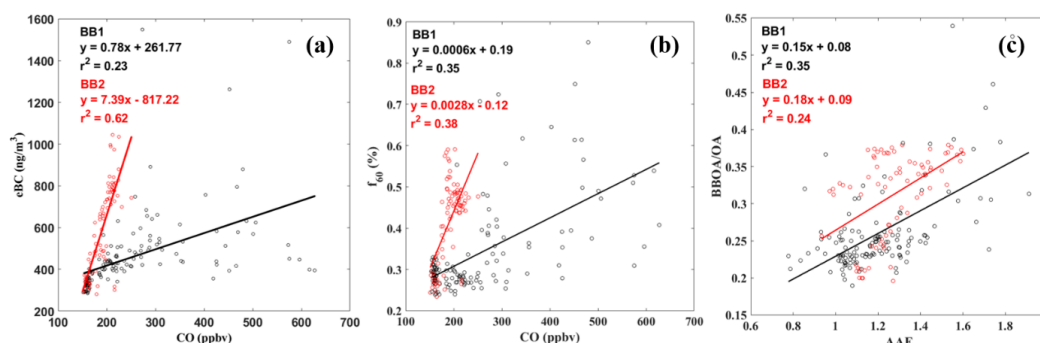 1600
1400
1200
1000
800
600
400
200
100 200 300 400 500 600 700
eBC (ng/m³)
CO (ppbv)
BB1
y = 0.78x + 261.77
r² = 0.23
BB2
y = 7.39x - 817.22
r² = 0.62
(a)
0.9
0.8
0.7
0.6
0.5
0.4
0.3
0.2
100 200 300 400 500 600 700
f₆₀ (%)
CO (ppbv)
BB1
y = 0.0006x + 0.19
r² = 0.35
BB2
y = 0.0028x - 0.12
r² = 0.38
(b)
0.55
0.5
0.45
0.4
0.35
0.3
0.25
0.2
0.15
0.6 0.8 1 1.2 1.4 1.6 1.8 2
BBOA/OA
AAE
BB1
y = 0.15x + 0.08
r² = 0.35
BB2
y = 0.18x + 0.09
r² = 0.24
(c)